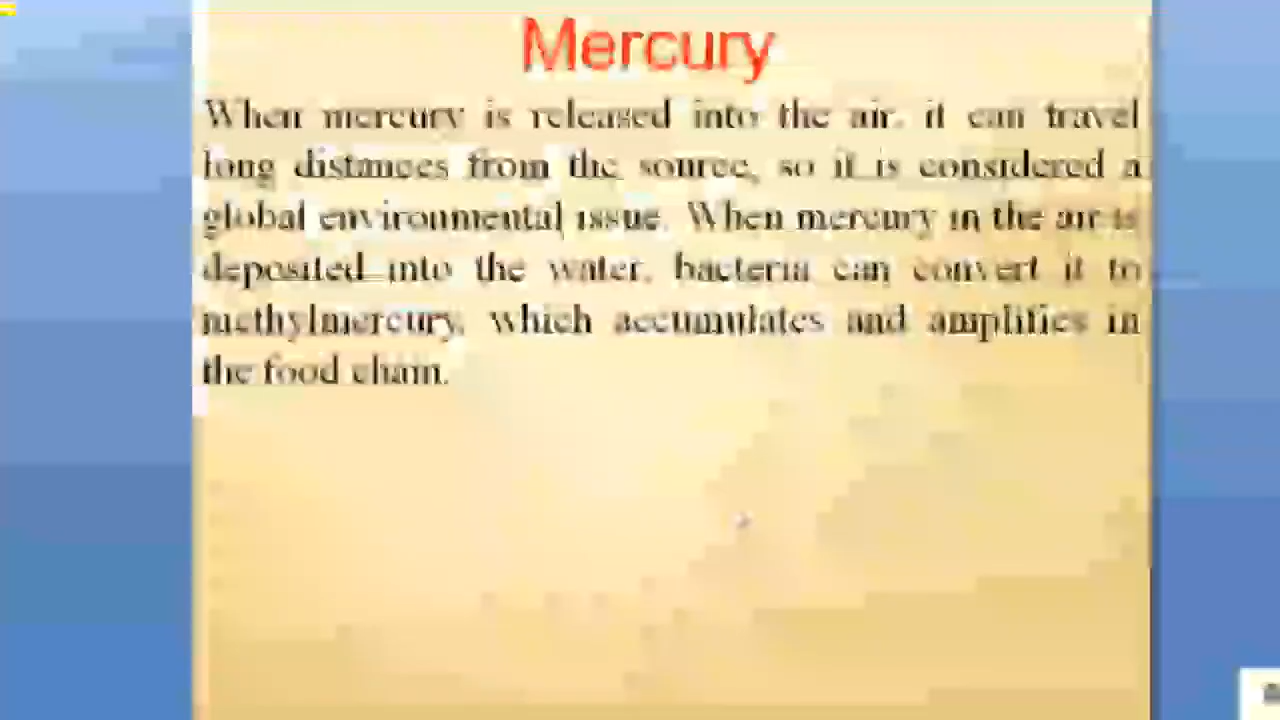 Mercury
When mercury is released into the air, it can travel
long distances from the source, so it is considered a
global environmental issue. When mercury in the air is
deposited into the water, bacteria can convert it to
methylmercury, which accumulates and amplifies in
the food chain.